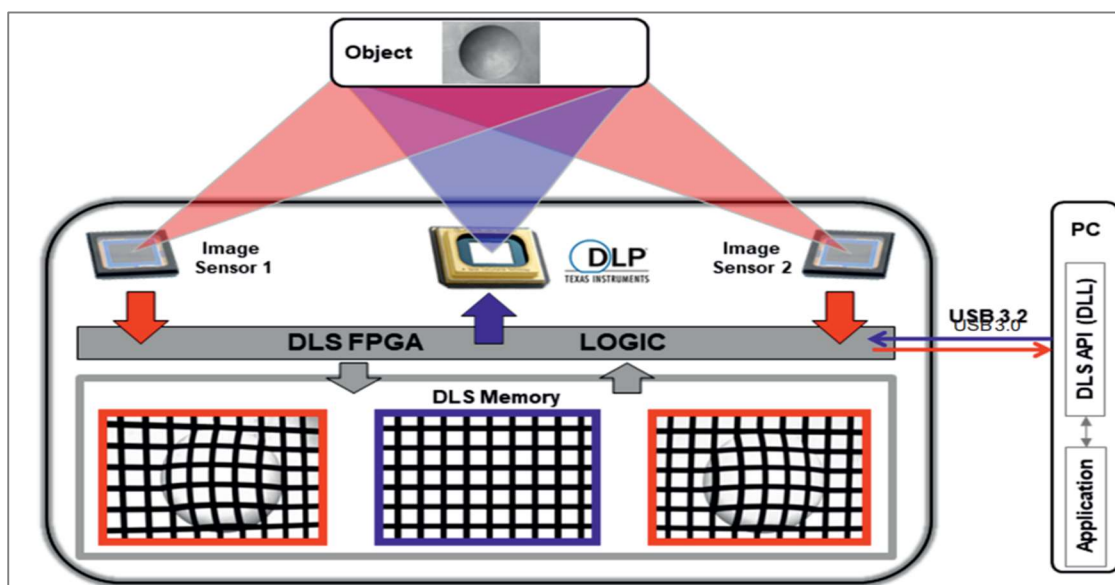 Object
Image
Sensor 1
DLP
TEXAS INSTRUMENTS
Image
Sensor 2
PC
USB 3.2
USB 3.0
DLS FPGA LOGIC
DLS API (DLL)
DLS Memory
Application